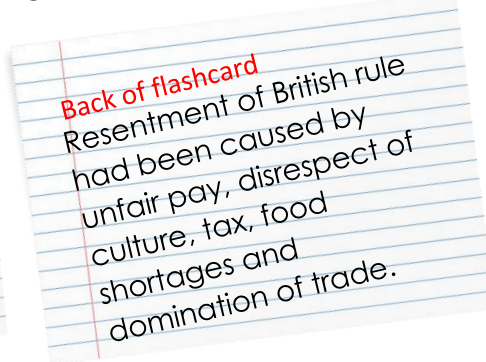 Back of flashcard
Resentment of British rule
had been caused by
unfair pay, disrespect of
culture, tax, food
shortages and
domination of trade.